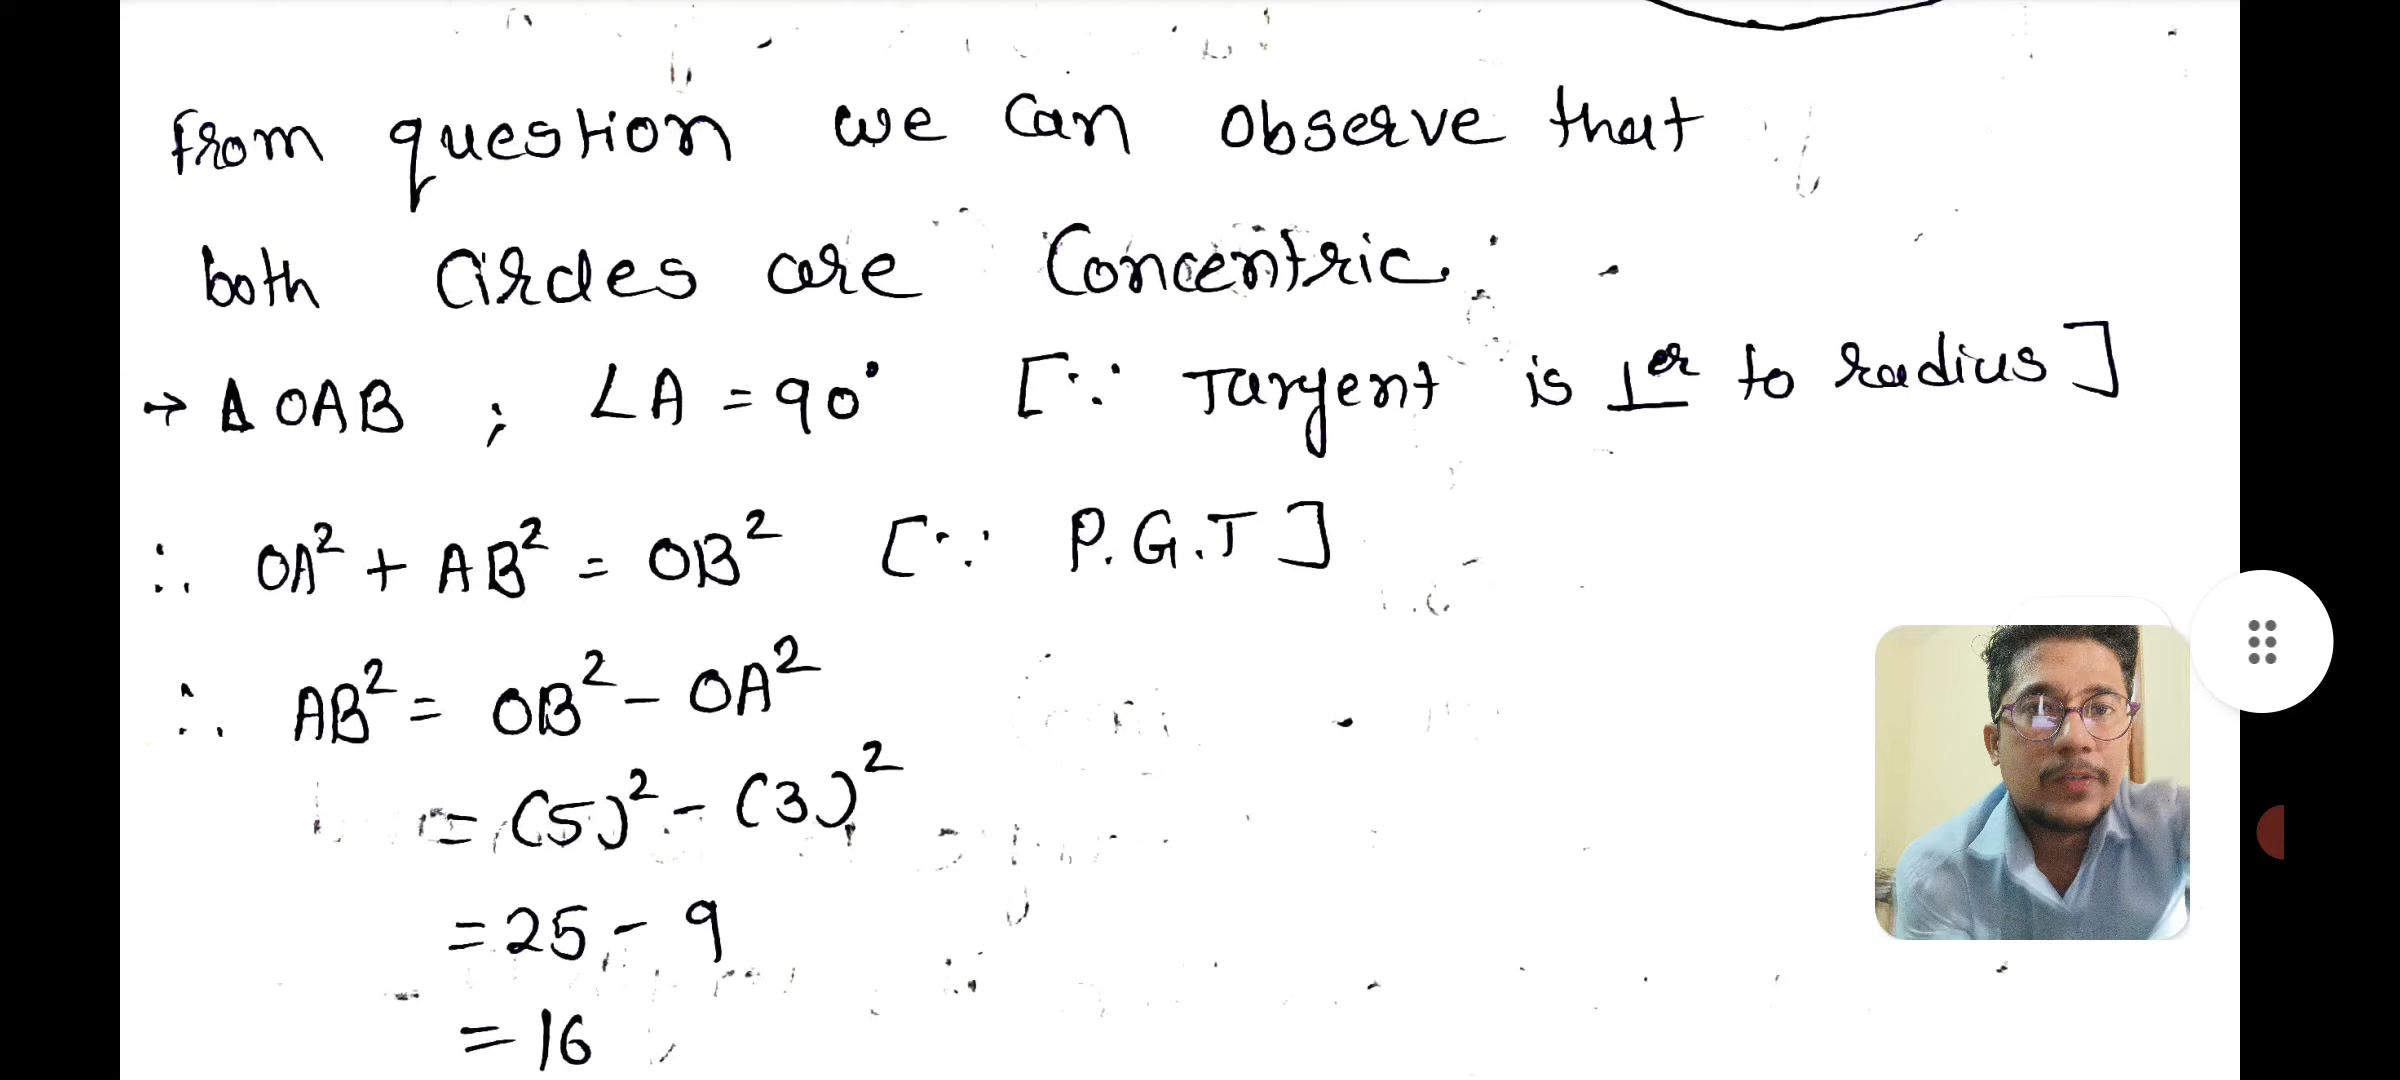 From question we can observe that
both circles are Concentric.
→ Δ OAB ; ∠A = 90° [∵ Tangent is ⊥er to radius]
∴ OA² + AB² = OB² [∵ P.G.T]
∴ AB² = OB² - OA²
= (5)² - (3)²
= 25 - 9
= 16